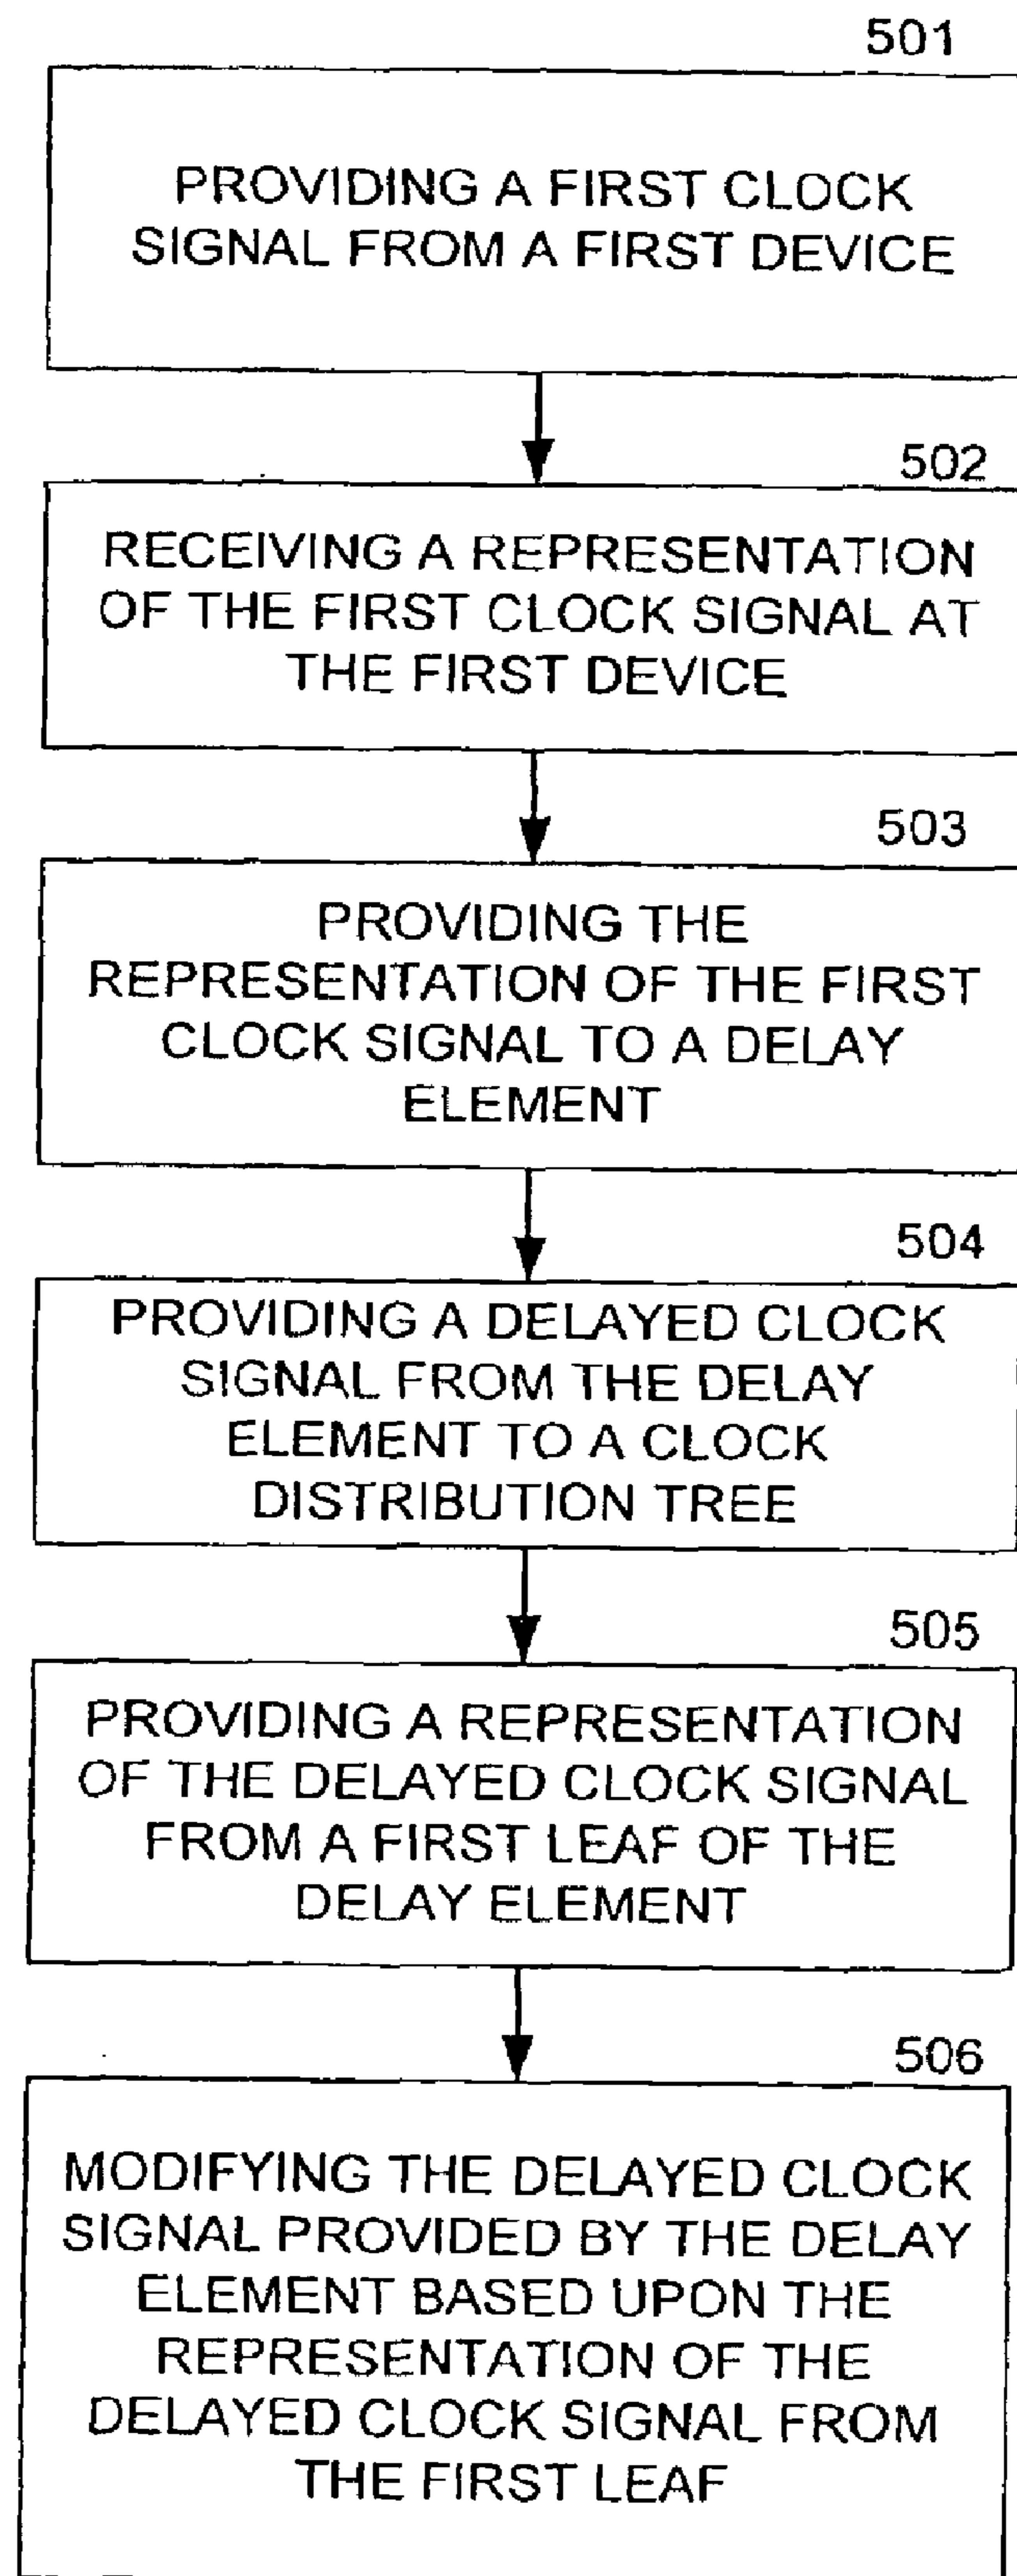 501
PROVIDING A FIRST CLOCK
SIGNAL FROM A FIRST DEVICE
502
RECEIVING A REPRESENTATION
OF THE FIRST CLOCK SIGNAL AT
THE FIRST DEVICE
503
PROVIDING THE
REPRESENTATION OF THE FIRST
CLOCK SIGNAL TO A DELAY
ELEMENT
504
PROVIDING A DELAYED CLOCK
SIGNAL FROM THE DELAY
ELEMENT TO A CLOCK
DISTRIBUTION TREE
505
PROVIDING A REPRESENTATION
OF THE DELAYED CLOCK SIGNAL
FROM A FIRST LEAF OF THE
DELAY ELEMENT
506
MODIFYING THE DELAYED CLOCK
SIGNAL PROVIDED BY THE DELAY
ELEMENT BASED UPON THE
REPRESENTATION OF THE
DELAYED CLOCK SIGNAL FROM
THE FIRST LEAF